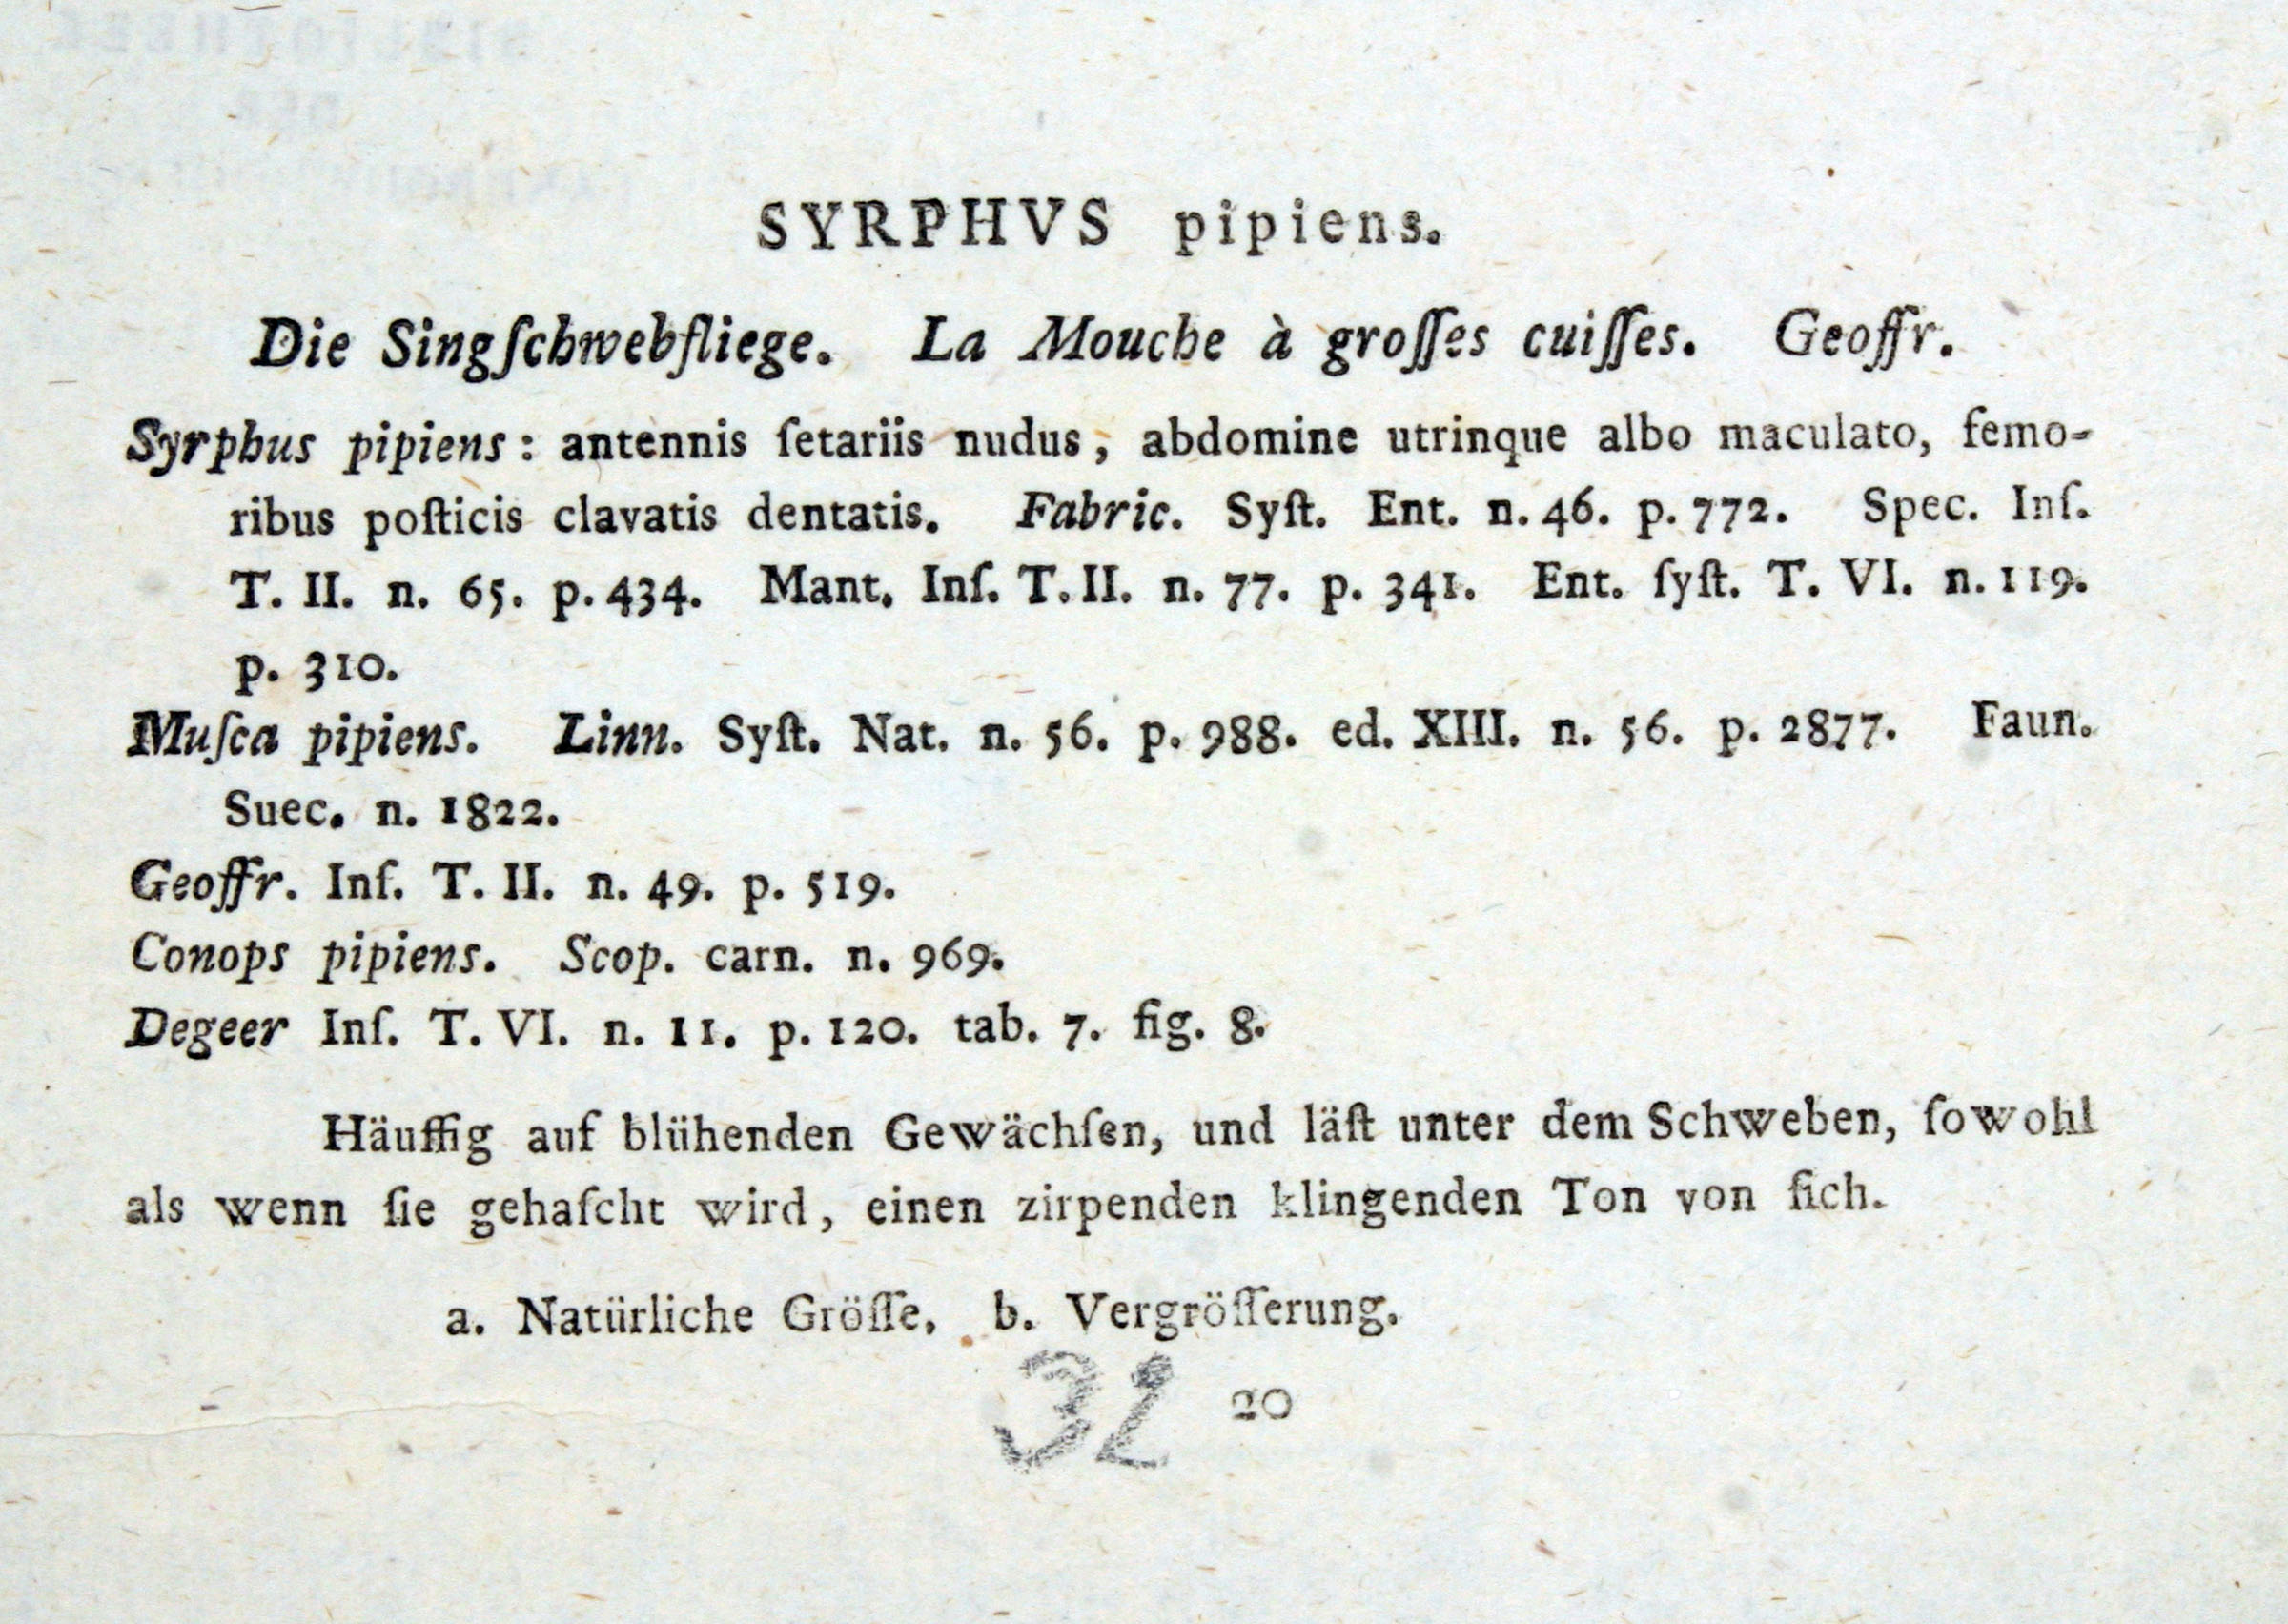 SYRPHVS pipiens.
Die Singſchwebfliege. La Mouche à groſſes cuiſſes. Geoffr.
Syrphus pipiens: antennis ſetariis nudus, abdomine utrinque albo maculato, femo-
ribus poſticis clavatis dentatis. Fabric. Syſt. Ent. n. 46. p. 772. Spec. Inſ.
T. II. n. 65. p. 434. Mant. Inſ. T. II. n. 77. p. 341. Ent. ſyſt. T. VI. n. 119.
p. 310.
Muſca pipiens. Linn. Syſt. Nat. n. 56. p. 988. ed. XIII. n. 56. p. 2877. Faun.
Suec. n. 1822.
Geoffr. Inſ. T. II. n. 49. p. 519.
Conops pipiens. Scop. carn. n. 969.
Degeer Inſ. T. VI. n. 11. p. 120. tab. 7. fig. 8.
Häuffig auf blühenden Gewächſen, und läſt unter dem Schweben, ſowohl
als wenn ſie gehaſcht wird, einen zirpenden klingenden Ton von ſich.
a. Natürliche Gröſſe, b. Vergröſſerung.
32 20